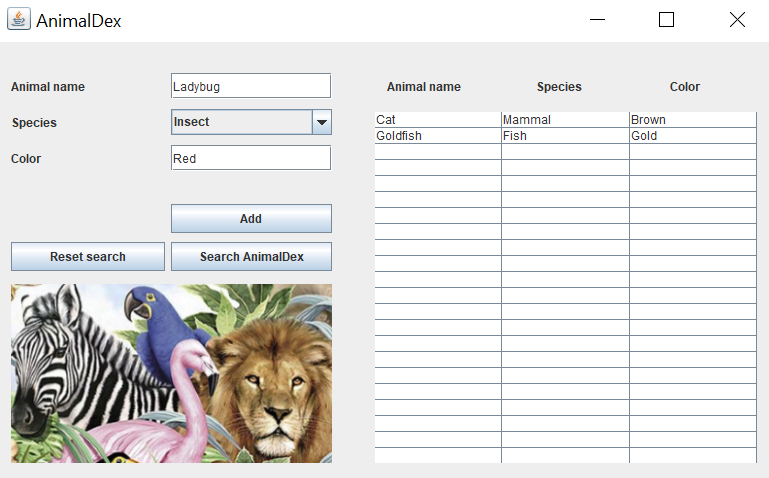 AnimalDex
Animal name Ladybug
Species Insect
Color Red
Add
Reset search Search AnimalDex
Animal name Species Color
Cat Mammal Brown
Goldfish Fish Gold